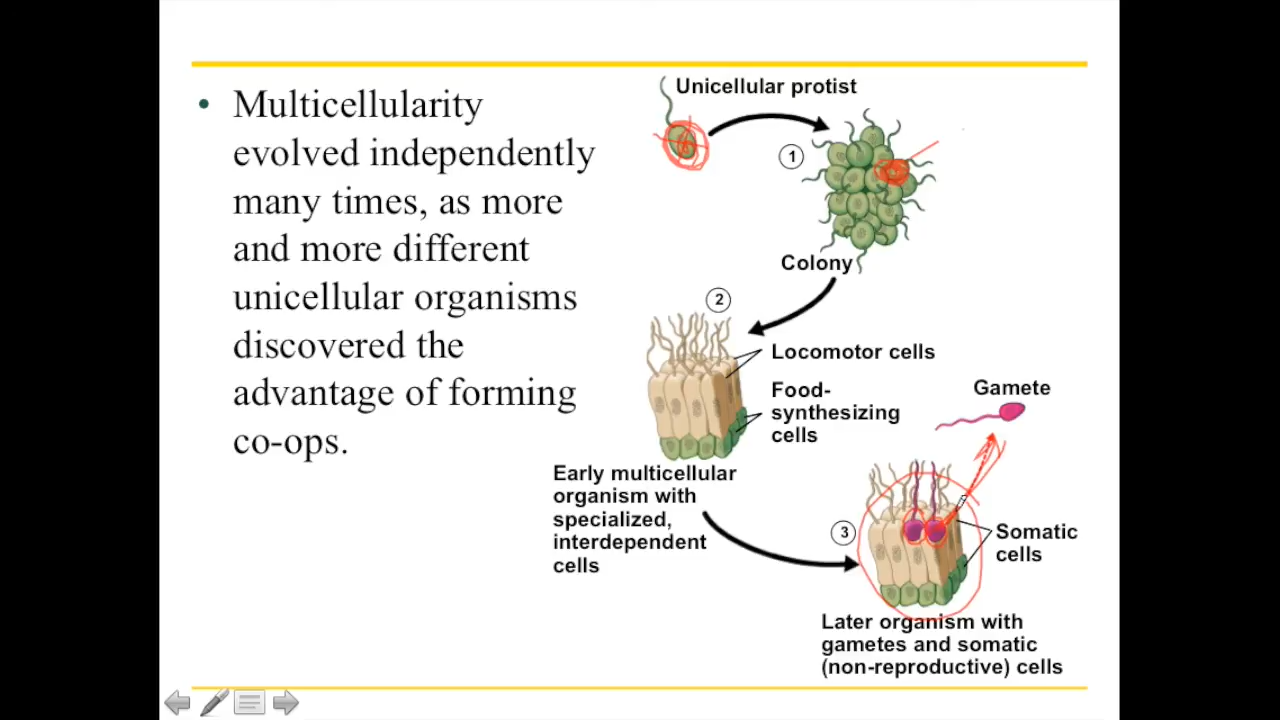 • Multicellularity
evolved independently
many times, as more
and more different
unicellular organisms
discovered the
advantage of forming
co-ops.
Unicellular protist
1
Colony
2
Locomotor cells
Food-
synthesizing
cells
Early multicellular
organism with
specialized,
interdependent
cells
Gamete
3
Somatic
cells
Later organism with
gametes and somatic
(non-reproductive) cells